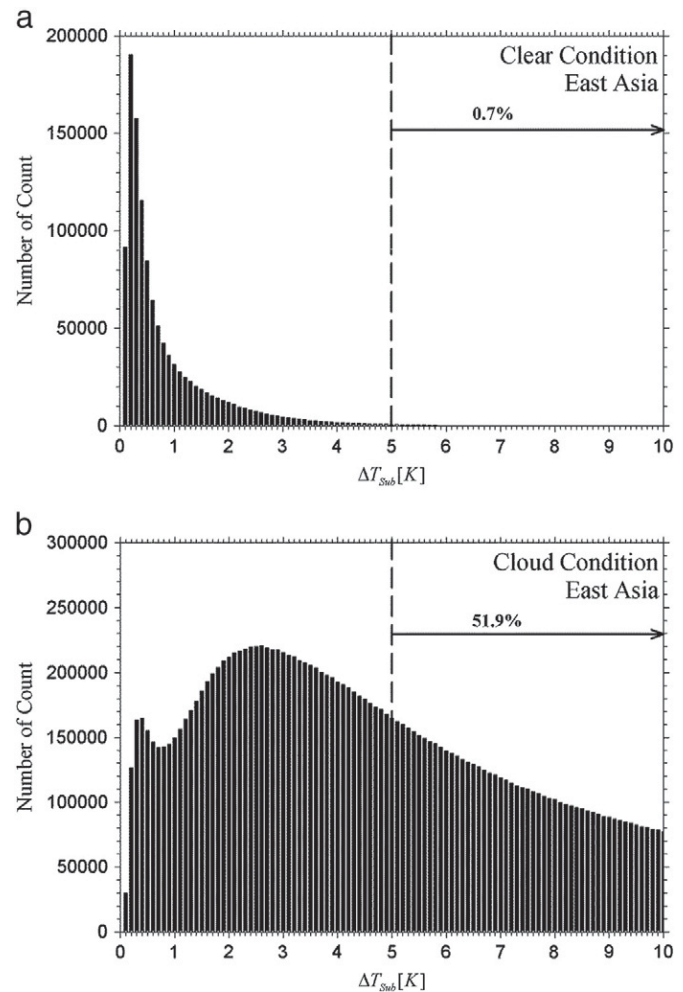 a
200000
Clear Condition
East Asia
0.7%
150000
100000
50000
0
Number of Count
0 1 2 3 4 5 6 7 8 9 10
ΔT_Sub[K]
b
300000
Cloud Condition
East Asia
51.9%
250000
200000
150000
100000
50000
0
Number of Count
0 1 2 3 4 5 6 7 8 9 10
ΔT_Sub[K]